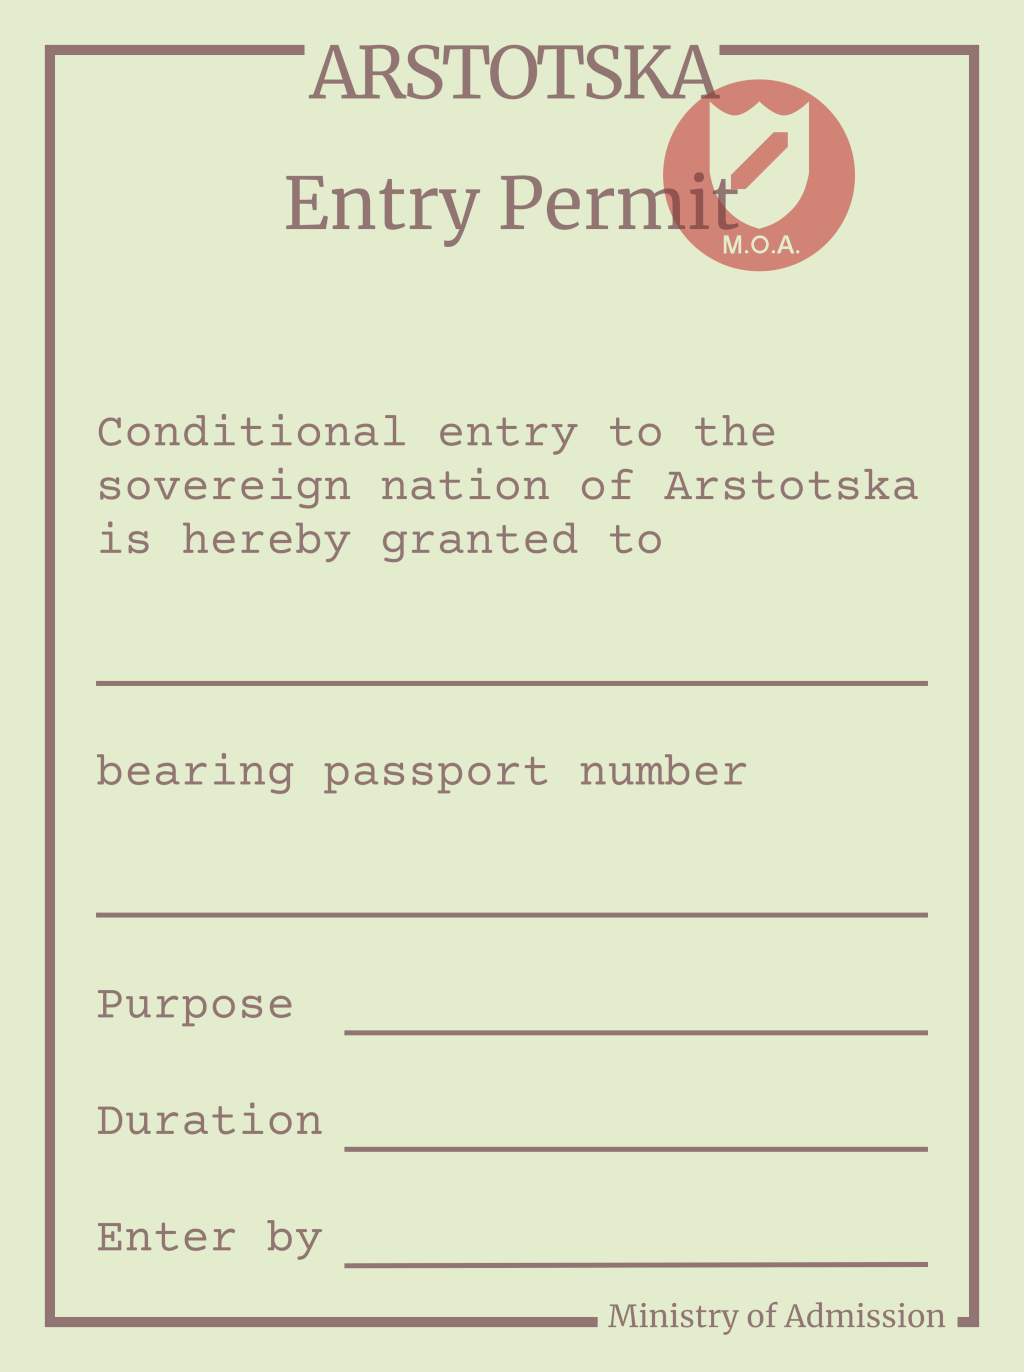 ARSTOTSKA
Entry Permit
M.O.A.
Conditional entry to the
sovereign nation of Arstotska
is hereby granted to
bearing passport number
Purpose
Duration
Enter by
Ministry of Admission